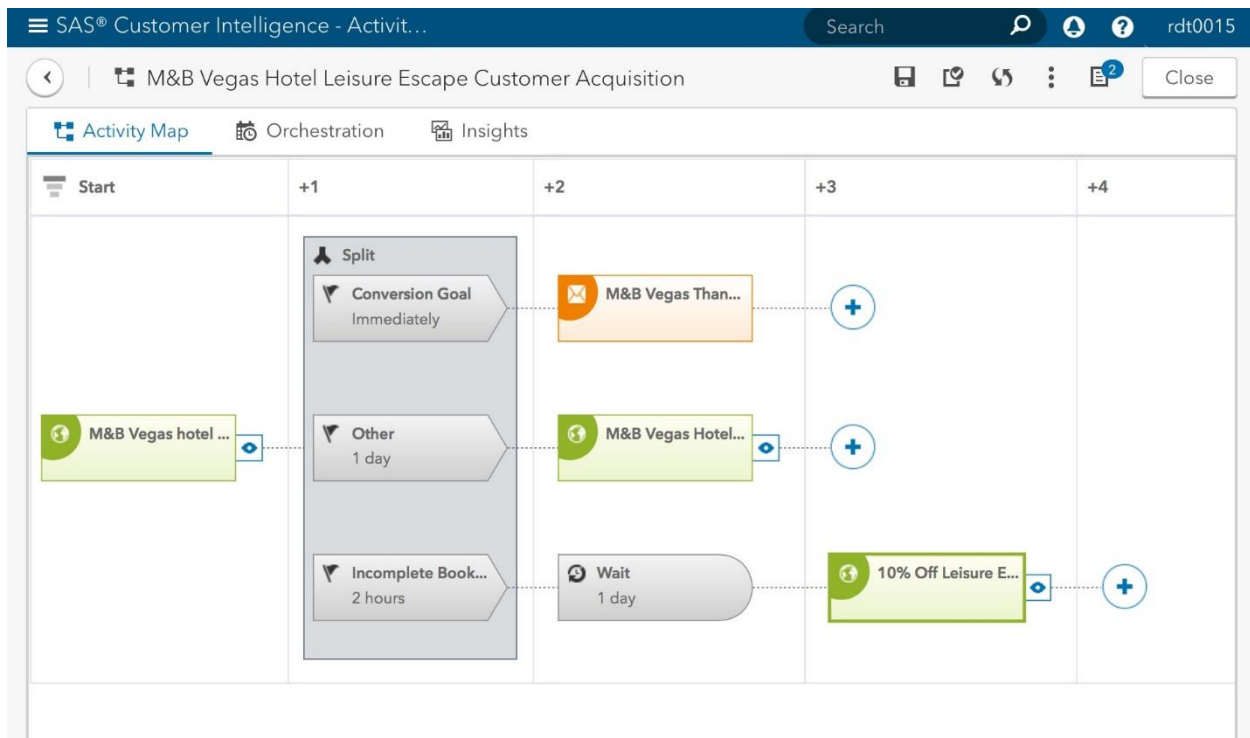 SAS® Customer Intelligence - Activit...
Search
rdt0015
M&B Vegas Hotel Leisure Escape Customer Acquisition
2
Close
Activity Map
Orchestration
Insights
Start
+1
+2
+3
+4
Split
Conversion Goal
Immediately
M&B Vegas Than...
M&B Vegas hotel ...
Other
1 day
M&B Vegas Hotel...
Incomplete Book...
2 hours
Wait
1 day
10% Off Leisure E...